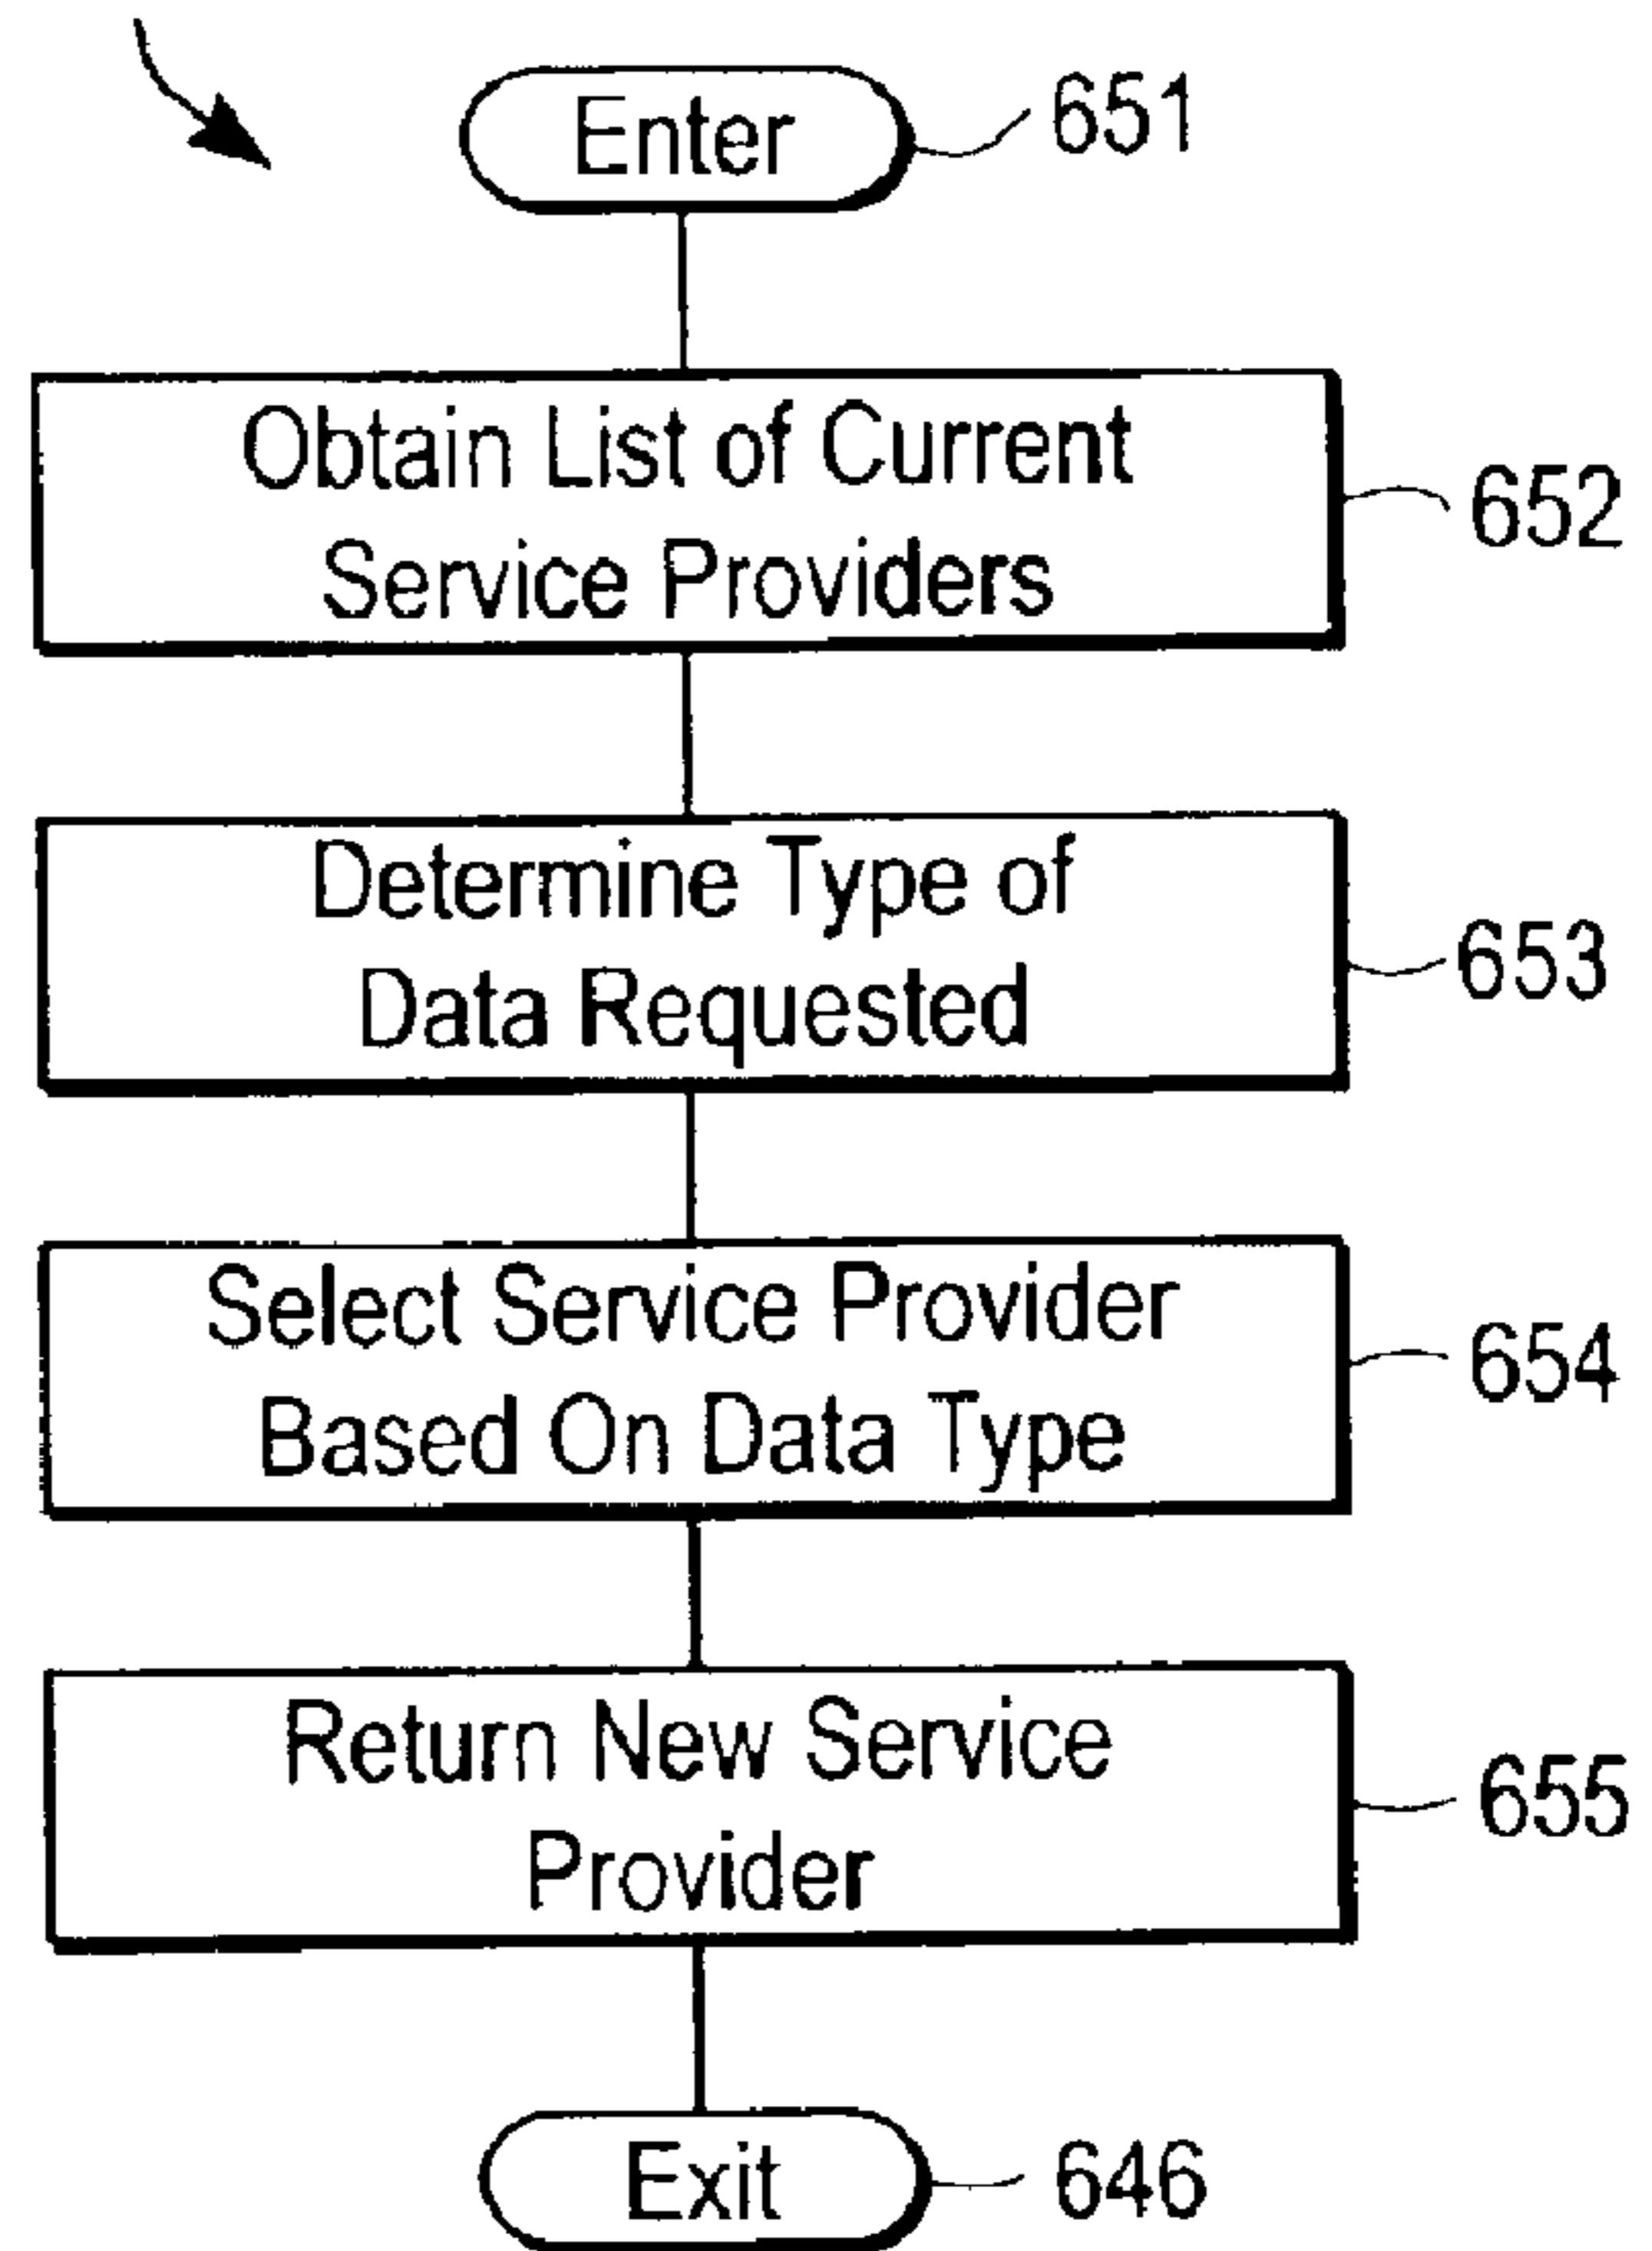 Enter
651
Obtain List of Current
Service Providers
652
Determine Type of
Data Requested
653
Select Service Provider
Based On Data Type
654
Return New Service
Provider
655
Exit
646